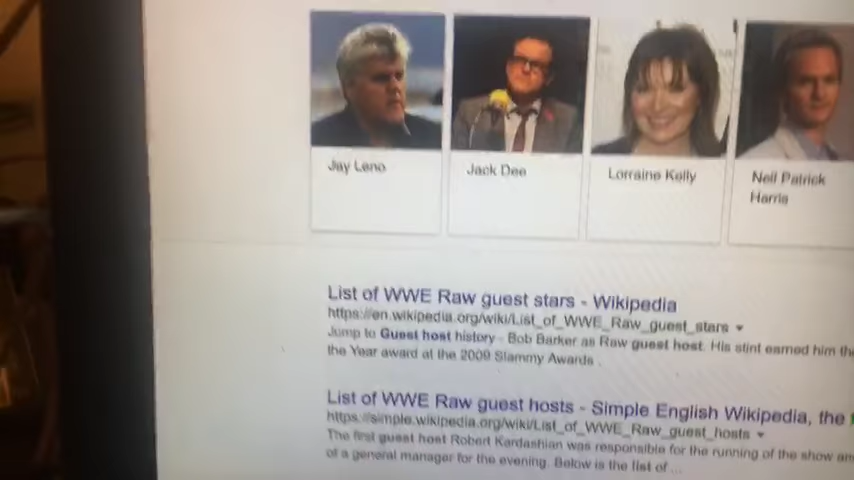 Jay Leno
Jack Dee
Lorraine Kelly
Neil Patrick
Harris
List of WWE Raw guest stars - Wikipedia
https://en.wikipedia.org/wiki/List_of_WWE_Raw_guest_stars
Jump to Guest host history - Bob Barker as Raw guest host. His stint earned him
the Year award at the 2009 Slammy Awards .
List of WWE Raw guest hosts - Simple English Wikipedia, the
https://simple.wikipedia.org/wiki/List_of_WWE_Raw_guest_hosts
The first guest host Robert Kardashian was responsible for the running of the show
of a general manager for the evening. Below is the list of ...